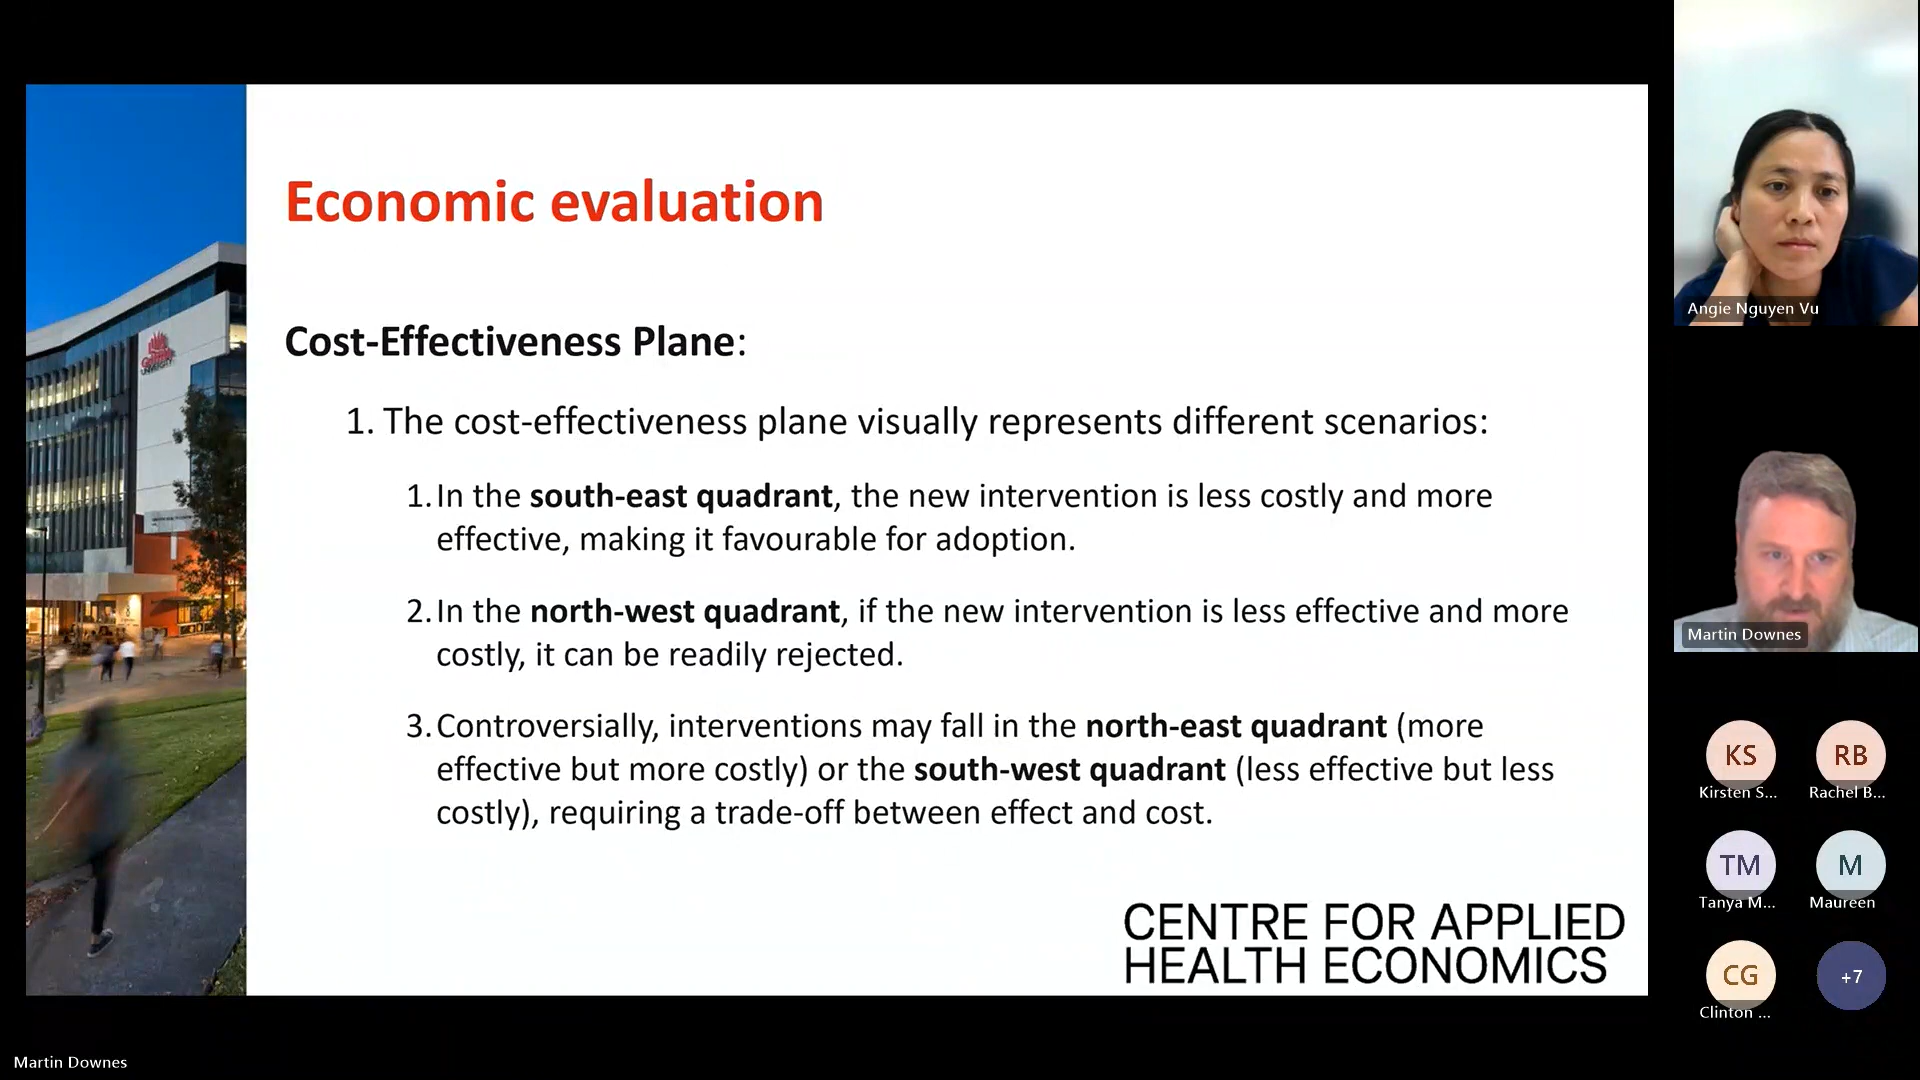 Economic evaluation
Cost-Effectiveness Plane:
1. The cost-effectiveness plane visually represents different scenarios:
1. In the south-east quadrant, the new intervention is less costly and more
effective, making it favourable for adoption.
2. In the north-west quadrant, if the new intervention is less effective and more
costly, it can be readily rejected.
3. Controversially, interventions may fall in the north-east quadrant (more
effective but more costly) or the south-west quadrant (less effective but less
costly), requiring a trade-off between effect and cost.
CENTRE FOR APPLIED
HEALTH ECONOMICS
Angie Nguyen Vu
Martin Downes
KS
RB
Kirsten S...
Rachel B...
TM
M
Tanya M...
Maureen
CG
+7
Clinton ...
Martin Downes